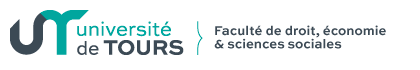 université
de TOURS
Faculté de droit, économie
& sciences sociales